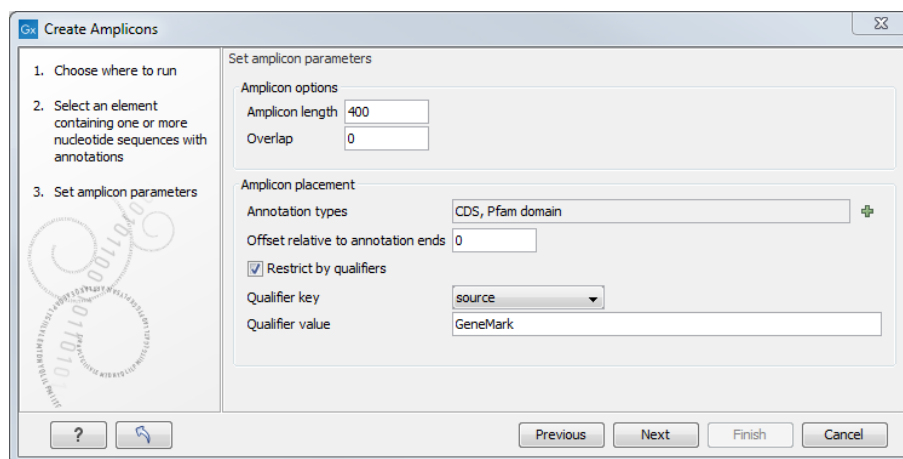 Gx Create Amplicons
1. Choose where to run
2. Select an element
containing one or more
nucleotide sequences with
annotations
3. Set amplicon parameters
Set amplicon parameters
Amplicon options
Amplicon length 400
Overlap 0
Amplicon placement
Annotation types CDS, Pfam domain
Offset relative to annotation ends 0
Restrict by qualifiers
Qualifier key source
Qualifier value GeneMark
? Previous Next Finish Cancel